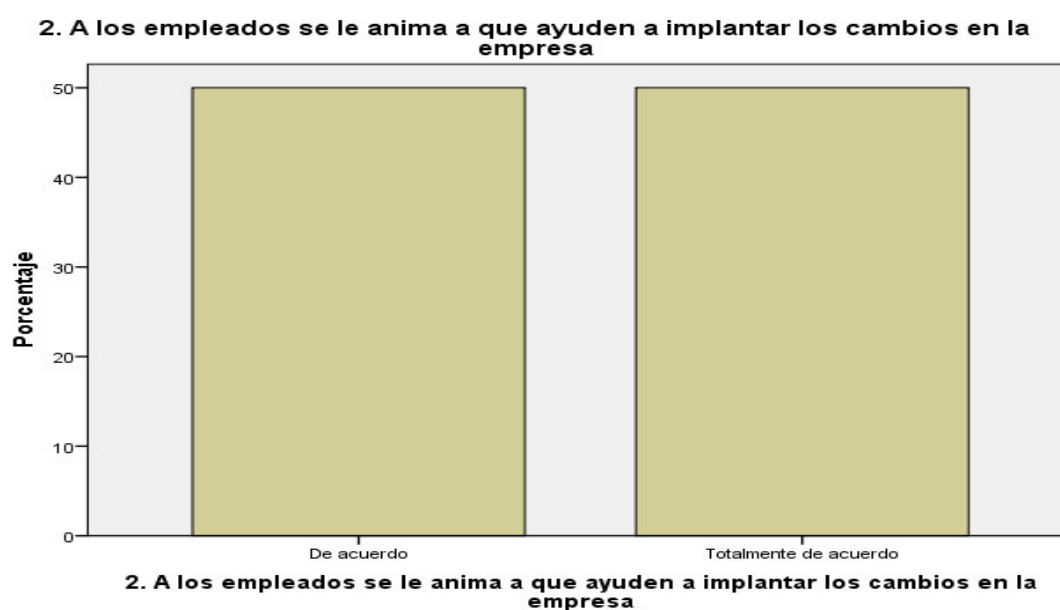 2. A los empleados se le anima a que ayuden a implantar los cambios en la
empresa
50
40
30
20
10
0
Porcentaje
De acuerdo
Totalmente de acuerdo
2. A los empleados se le anima a que ayuden a implantar los cambios en la
empresa